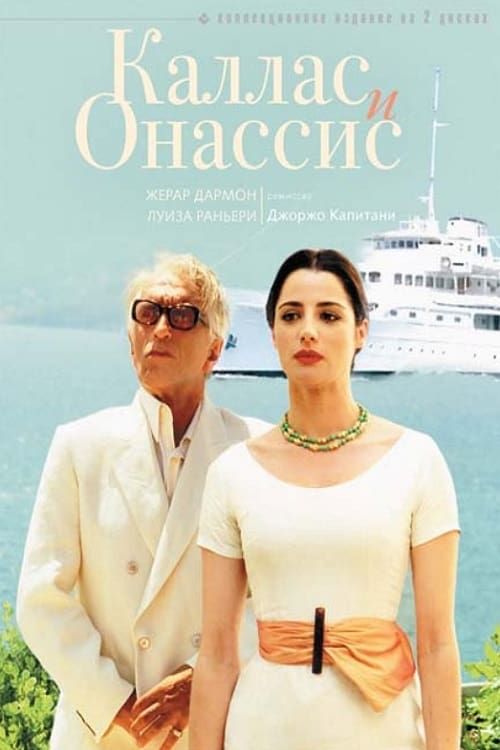 коллекционное издание на 2 дисках
Каллас
и
Онассис
ЖЕРАР ДАРМОН
ЛУИЗА РАНЬЕРИ
режиссер
Джоржо Капитани